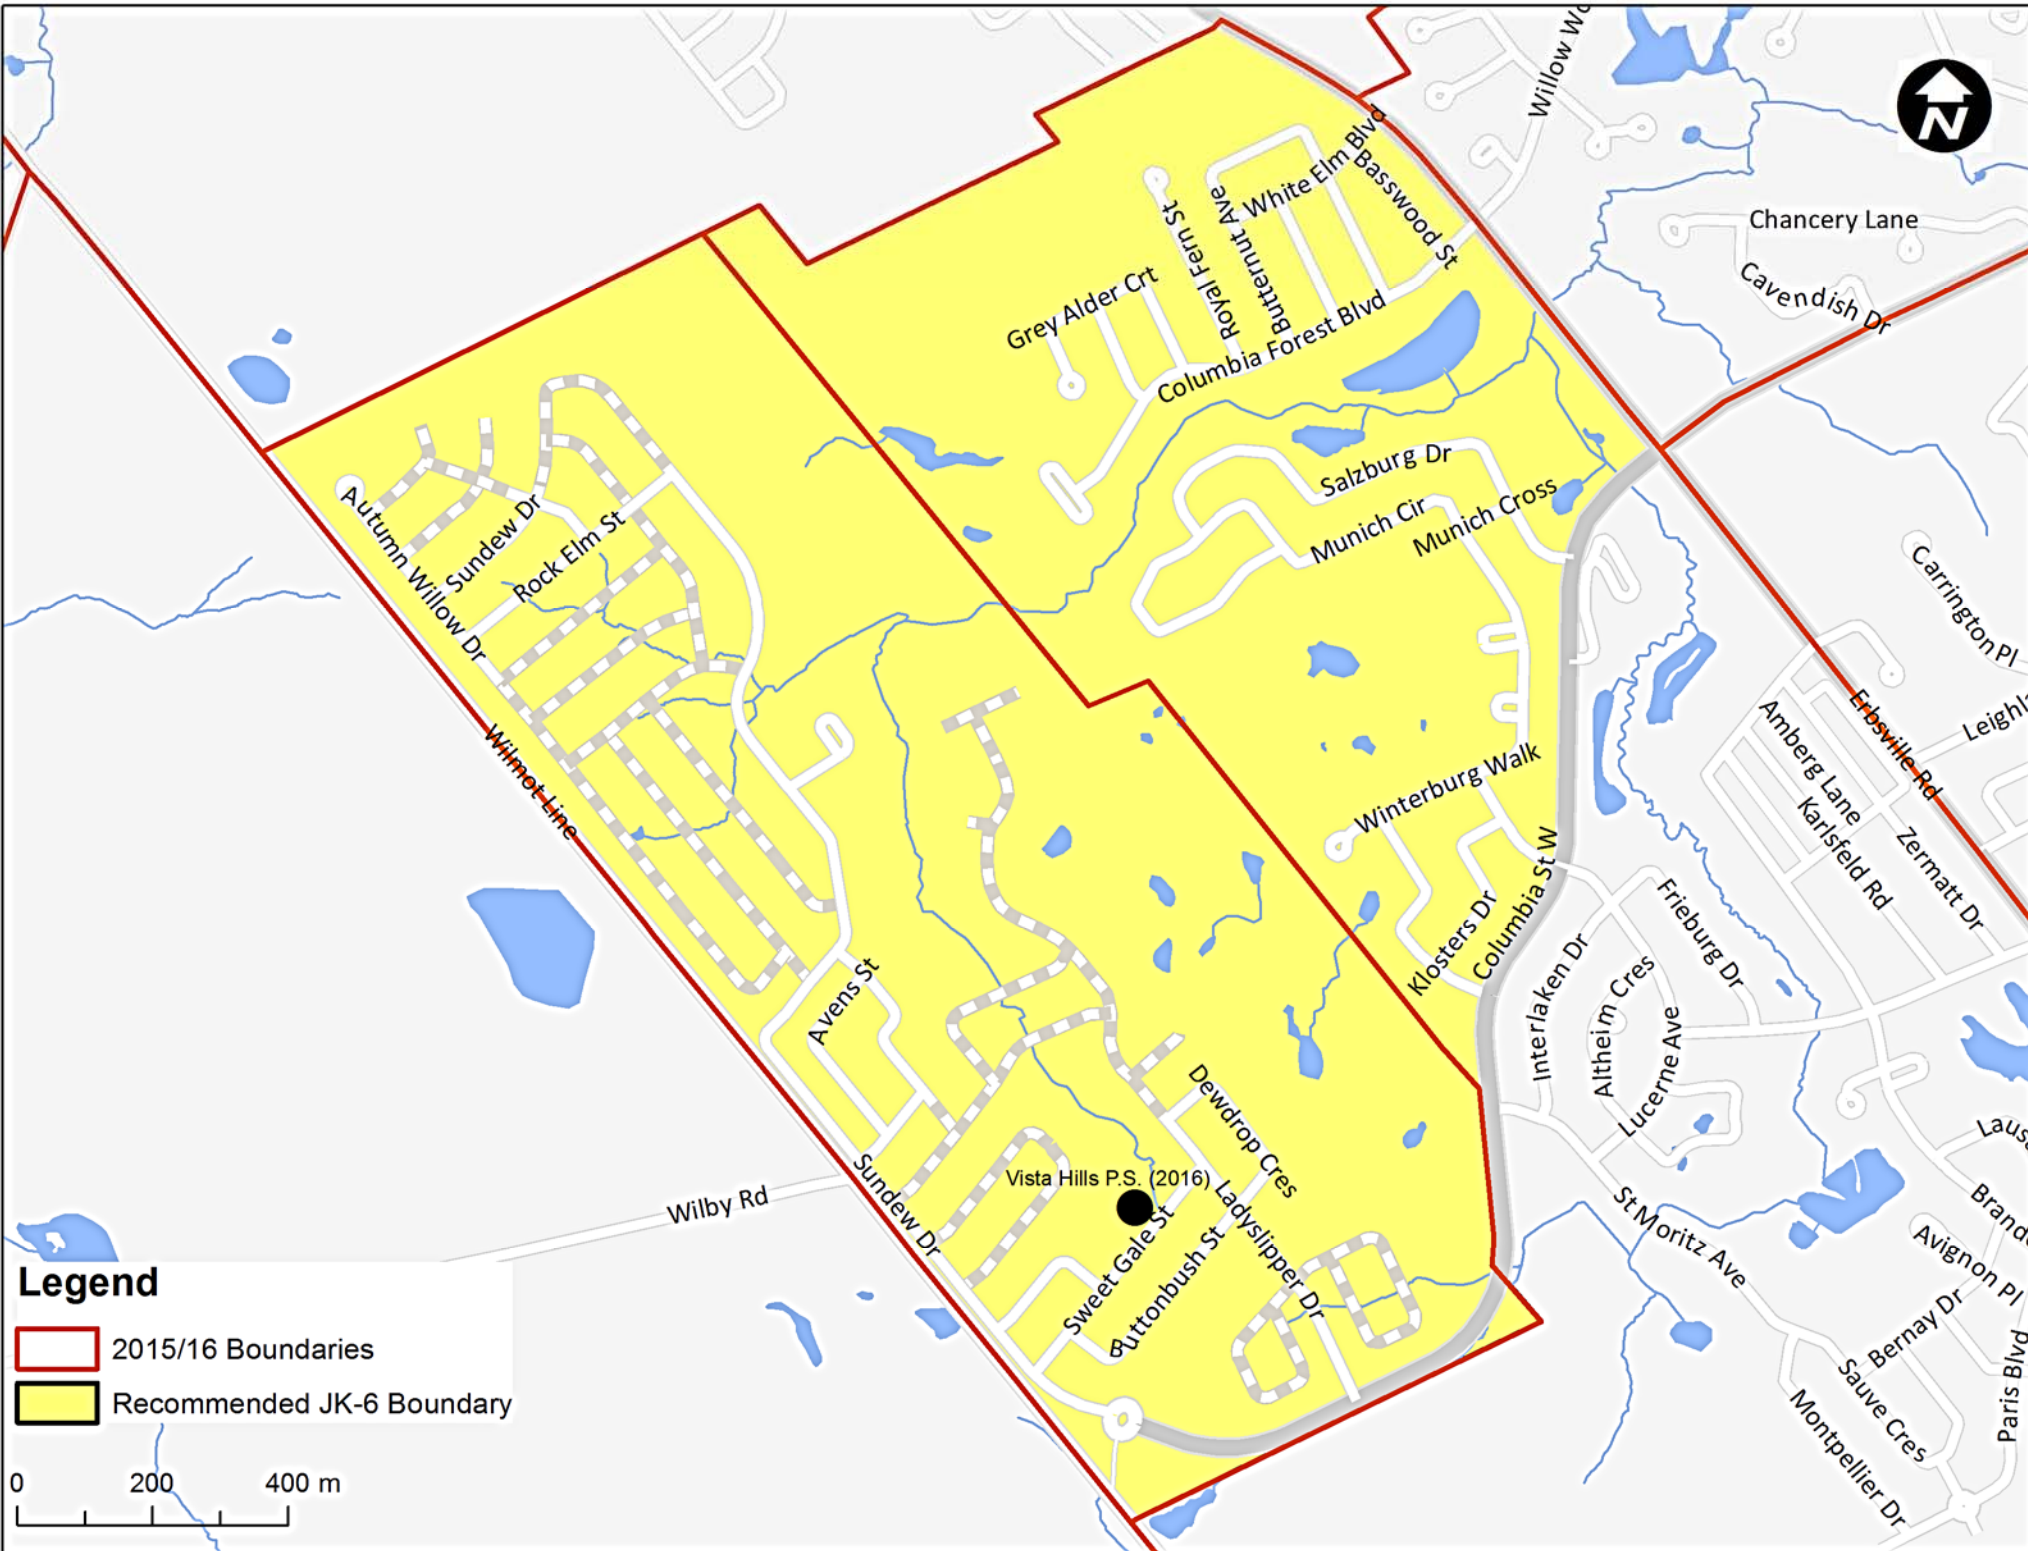 Willow
N
White Elm Blvd
Basswood St
Chancery Lane
Cavendish Dr
Royal Fern St
Butternut Ave
Grey Alder Crt
Columbia Forest Blvd
Salzburg Dr
Munich Cir
Munich Cross
Autumn Willow Dr
Sundew Dr
Rock Elm St
Carrington Pl
Wilmot Line
Winterburg Walk
Erbsville Rd
Amberg Lane
Karlsfeld Rd
Zermatt Dr
Klosters Dr
Columbia St W
Frieburg Dr
Interlaken Dr
Altheim Cres
Lucerne Ave
Avens St
Dewdrop Cres
Vista Hills P.S. (2016)
Wilby Rd
Sundew Dr
Sweet Gale St
Buttonbush St
Ladyslipper Dr
St Moritz Ave
Avignon Pl
Bernay Dr
Sauve Cres
Paris Blvd
Montpellier Dr
Legend
2015/16 Boundaries
Recommended JK-6 Boundary
0 200 400 m